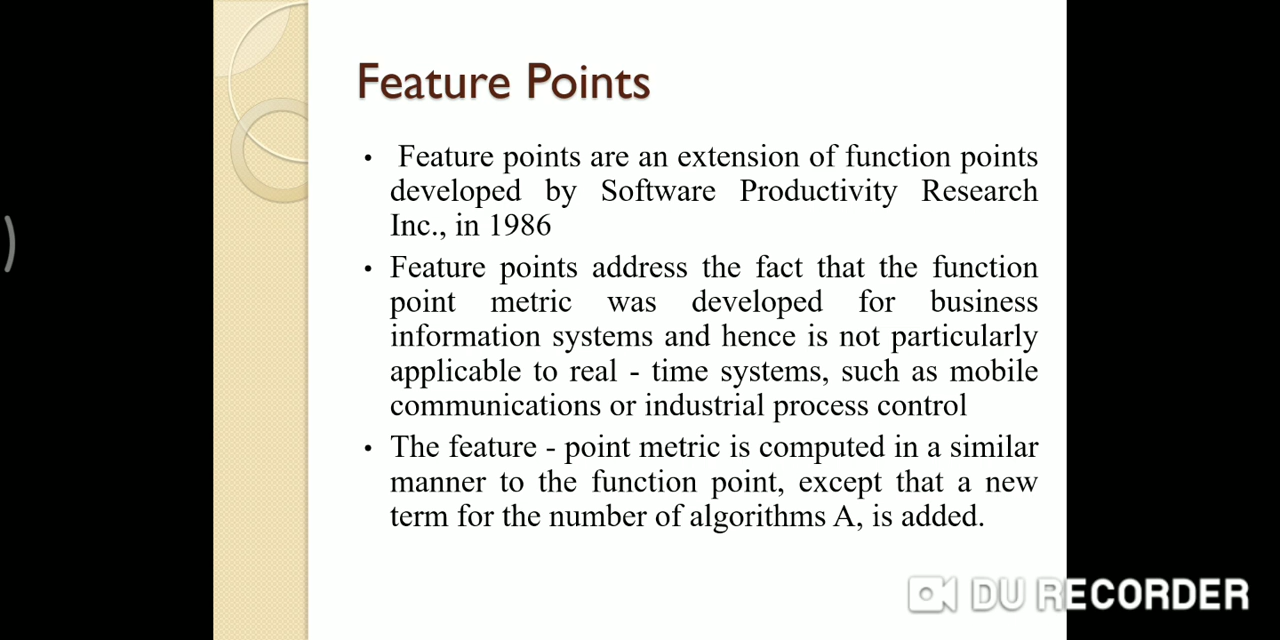 Feature Points
• Feature points are an extension of function points
developed by Software Productivity Research
Inc., in 1986
• Feature points address the fact that the function
point metric was developed for business
information systems and hence is not particularly
applicable to real - time systems, such as mobile
communications or industrial process control
• The feature - point metric is computed in a similar
manner to the function point, except that a new
term for the number of algorithms A, is added.
DU RECORDER